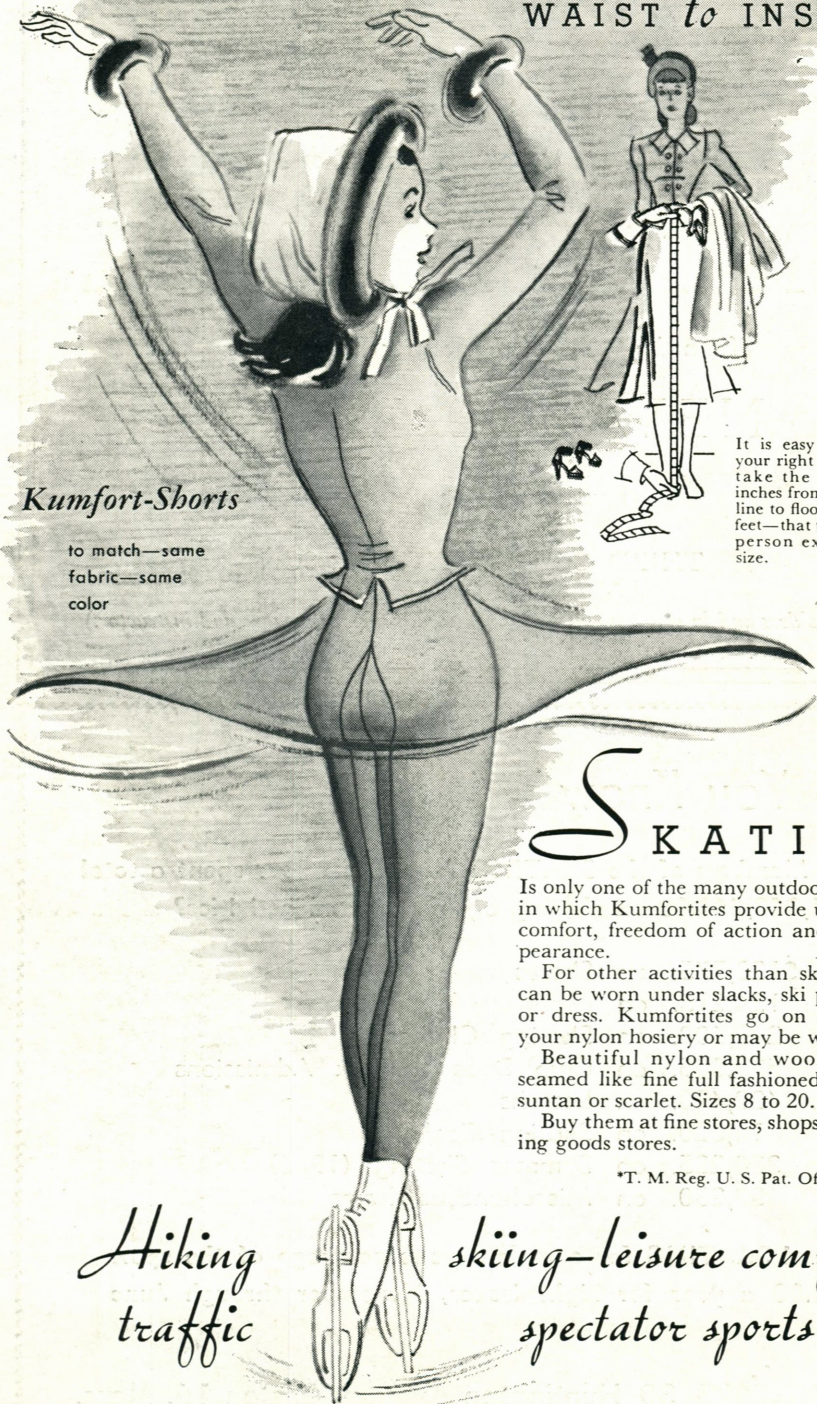 WAIST to INS
It is easy
your right
take the
inches from
line to floo
feet—that
person ex
size.
Kumfort-Shorts
to match—same
fabric—same
color
SKATI
Is only one of the many outdoo
in which Kumfortites provide u
comfort, freedom of action an
pearance.
For other activities than sk
can be worn under slacks, ski p
or dress. Kumfortites go on
your nylon hosiery or may be w
Beautiful nylon and woo
seamed like fine full fashioned
suntan or scarlet. Sizes 8 to 20.
Buy them at fine stores, shops
ing goods stores.
*T. M. Reg. U. S. Pat. Of
Hiking skiing—leisure com
traffic spectator sports